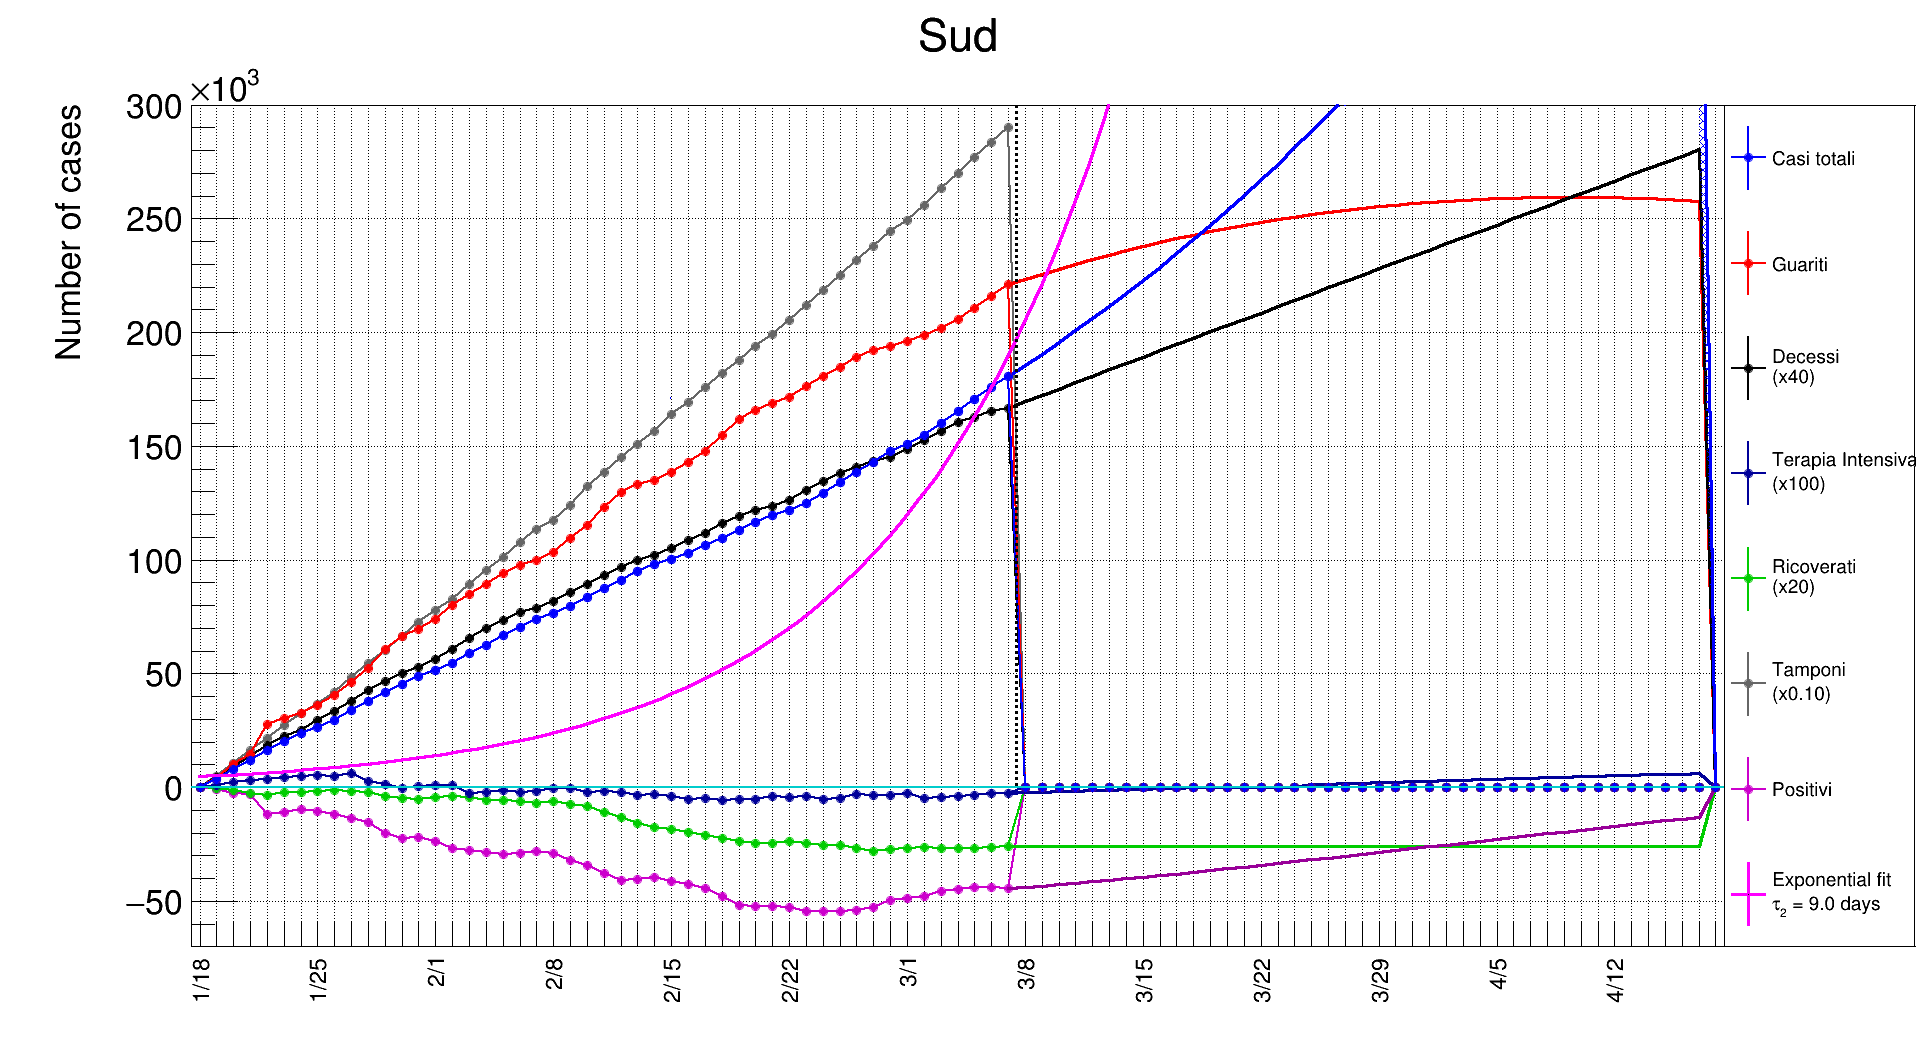 Sud
×10³
Number of cases
300
250
200
150
100
50
0
−50
1/18
1/25
2/1
2/8
2/15
2/22
3/1
3/8
3/15
3/22
3/29
4/5
4/12
Casi totali
Guariti
Decessi
(x40)
Terapia Intensiva
(x100)
Ricoverati
(x20)
Tamponi
(x0.10)
Positivi
Exponential fit
τ₂ = 9.0 days